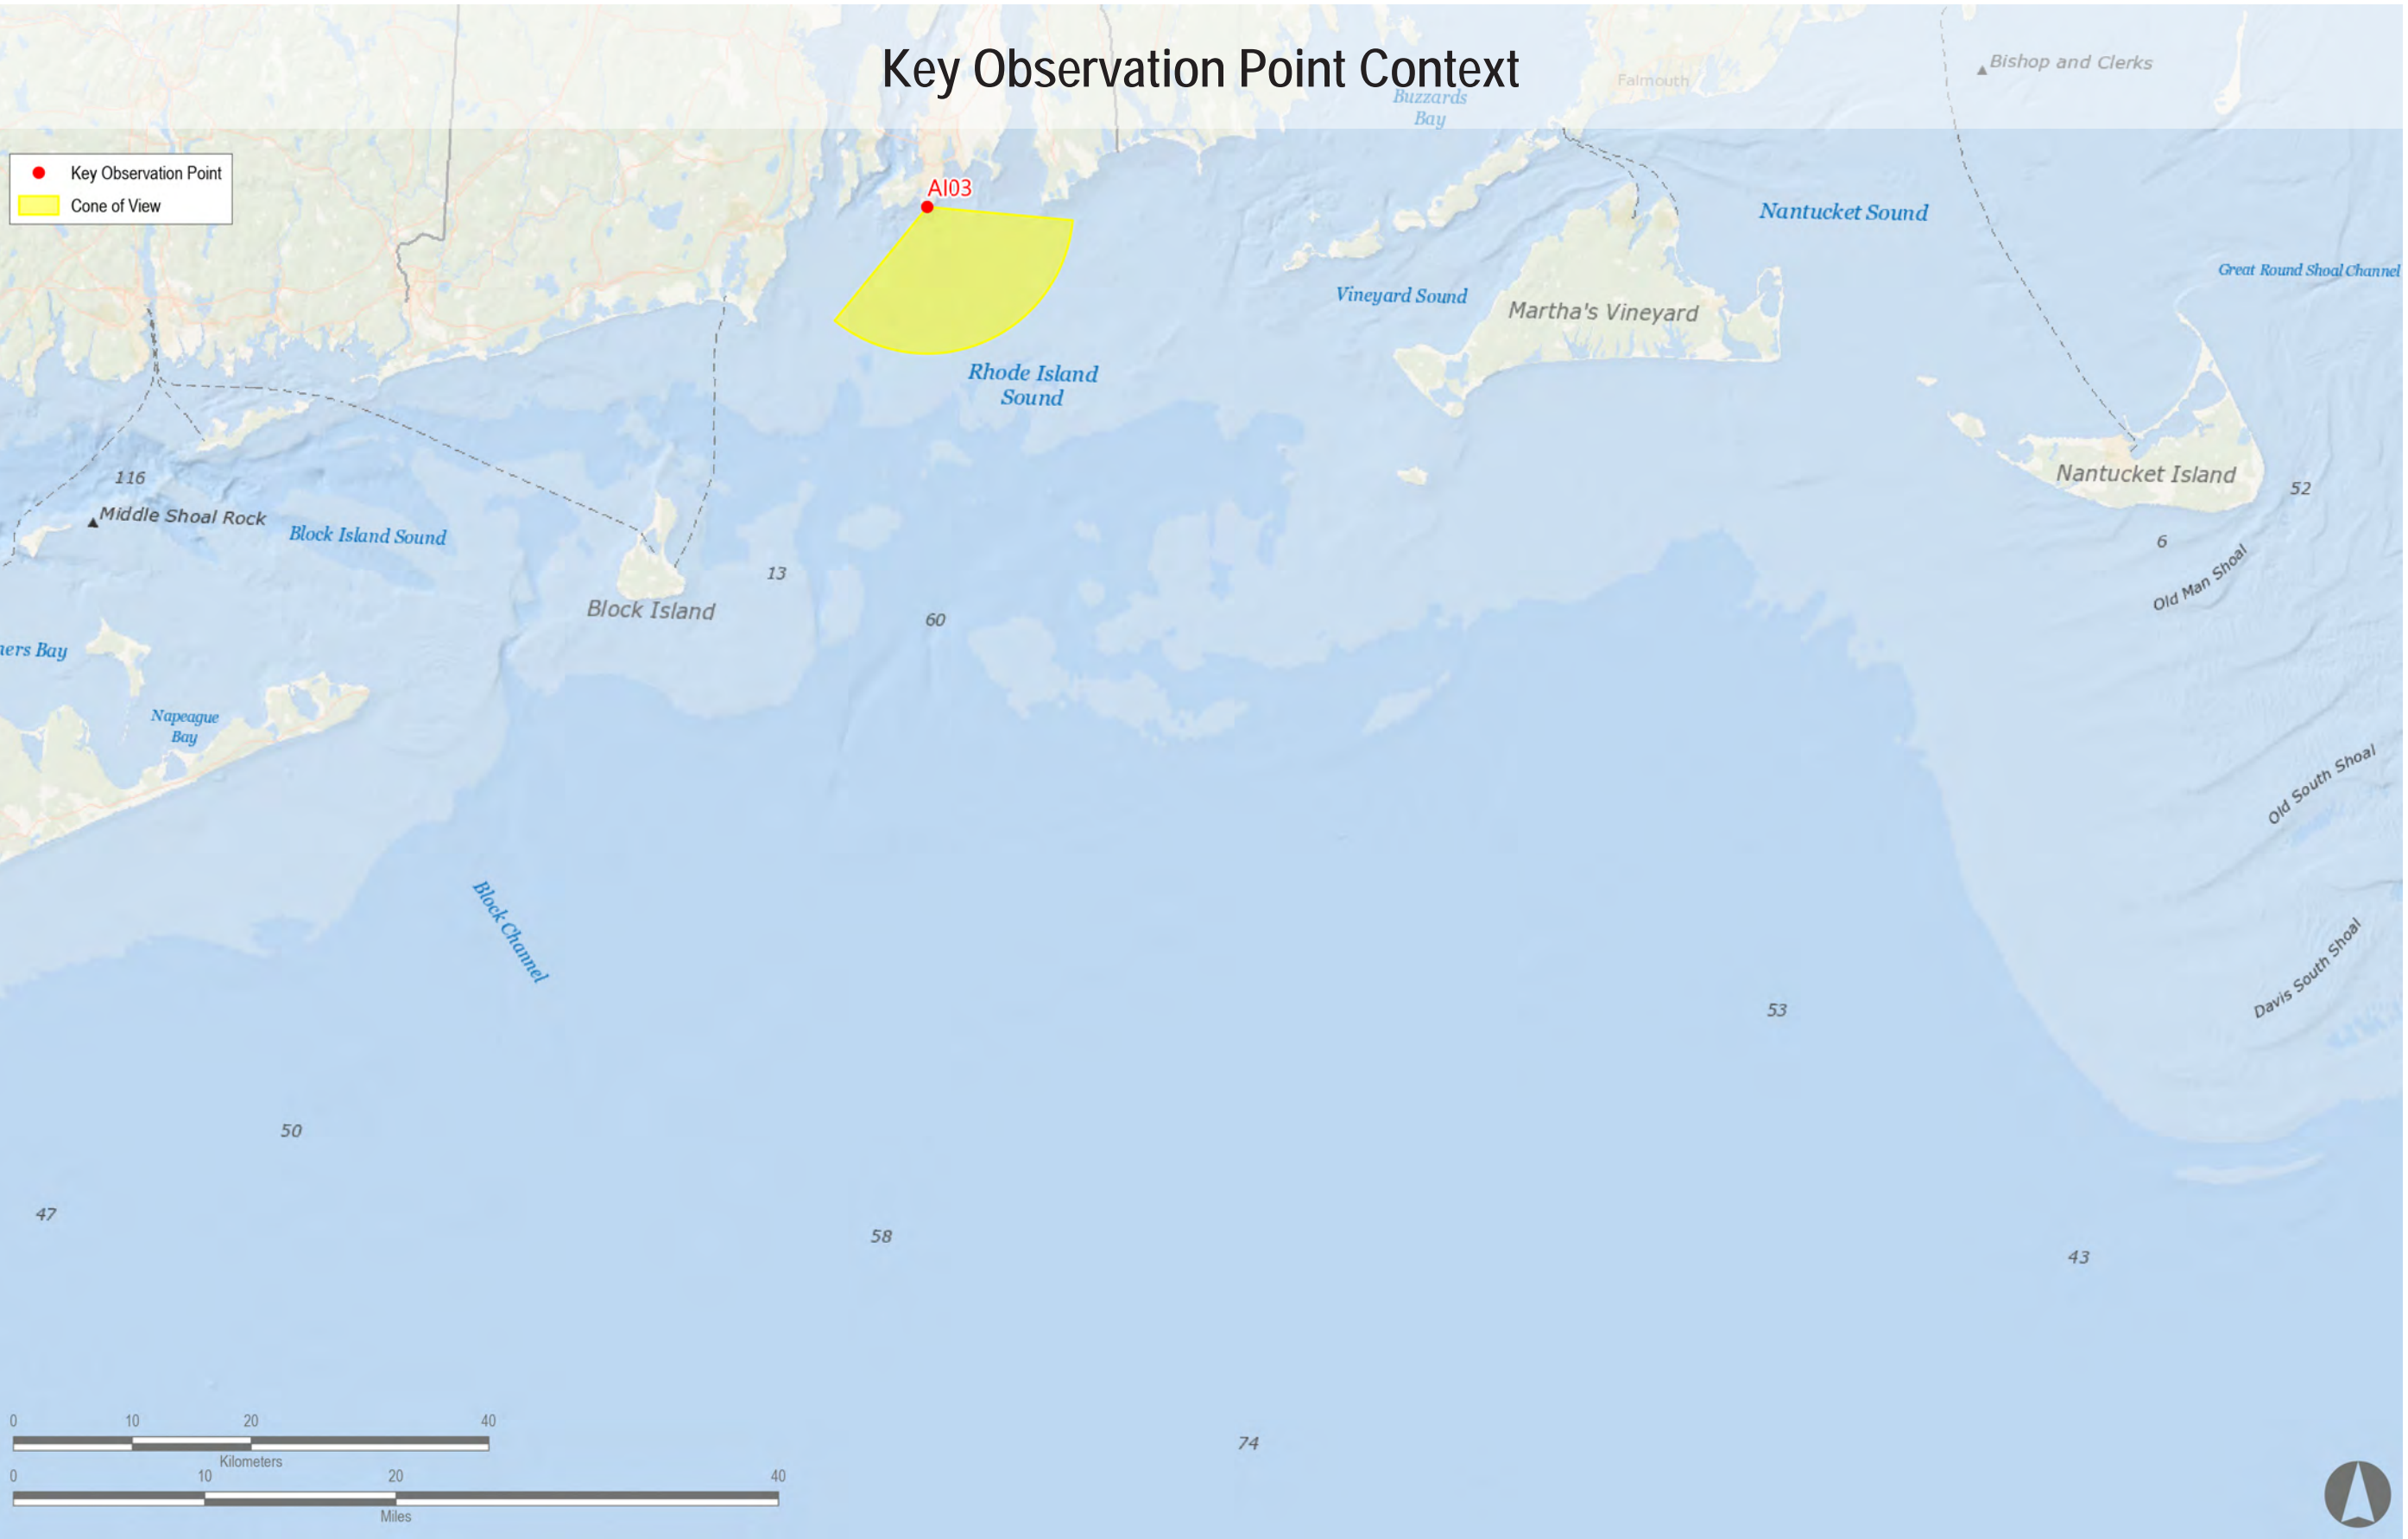 Key Observation Point Context
Bishop and Clerks
Falmouth
Buzzards
Bay
Key Observation Point
Cone of View
AI03
Nantucket Sound
Great Round Shoal Channel
Vineyard Sound
Martha's Vineyard
Rhode Island
Sound
116
Middle Shoal Rock
Block Island Sound
Nantucket Island
52
6
Old Man Shoal
13
Block Island
60
ners Bay
Napeague
Bay
Old South Shoal
Block Channel
Davis South Shoal
53
50
47
58
43
74
0 10 20 40
Kilometers
0 10 20 40
Miles